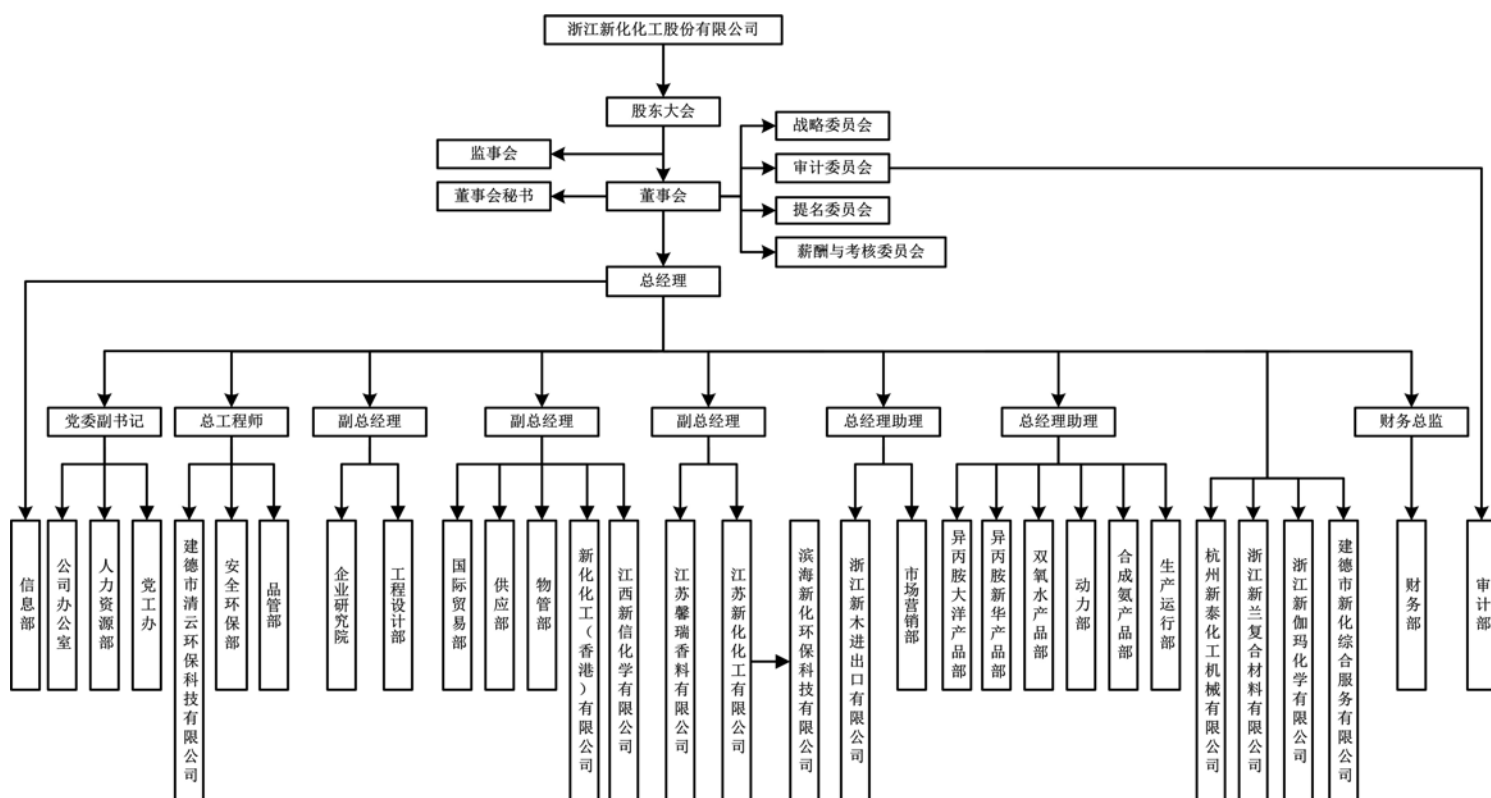 浙江新化化工股份有限公司
股东大会
战略委员会
监事会
审计委员会
董事会秘书
董事会
提名委员会
薪酬与考核委员会
总经理
党委副书记
总工程师
副总经理
副总经理
副总经理
总经理助理
总经理助理
财务总监
信息部
公司办公室
人力资源部
党工办
建德市清云环保科技有限公司
安全环保部
品管部
企业研究院
工程设计部
国际贸易部
供应部
物管部
新化化工（香港）有限公司
江西新信化学有限公司
江苏馨瑞香料有限公司
江苏新化化工有限公司
滨海新化环保科技有限公司
浙江新木进出口有限公司
市场营销部
异丙胺大洋产品部
异丙胺新华产品部
双氧水产品部
动力部
合成氨产品部
生产运行部
杭州新泰化工机械有限公司
浙江新兰复合材料有限公司
浙江新伽玛化学有限公司
建德市新化综合服务有限公司
财务部
审计部